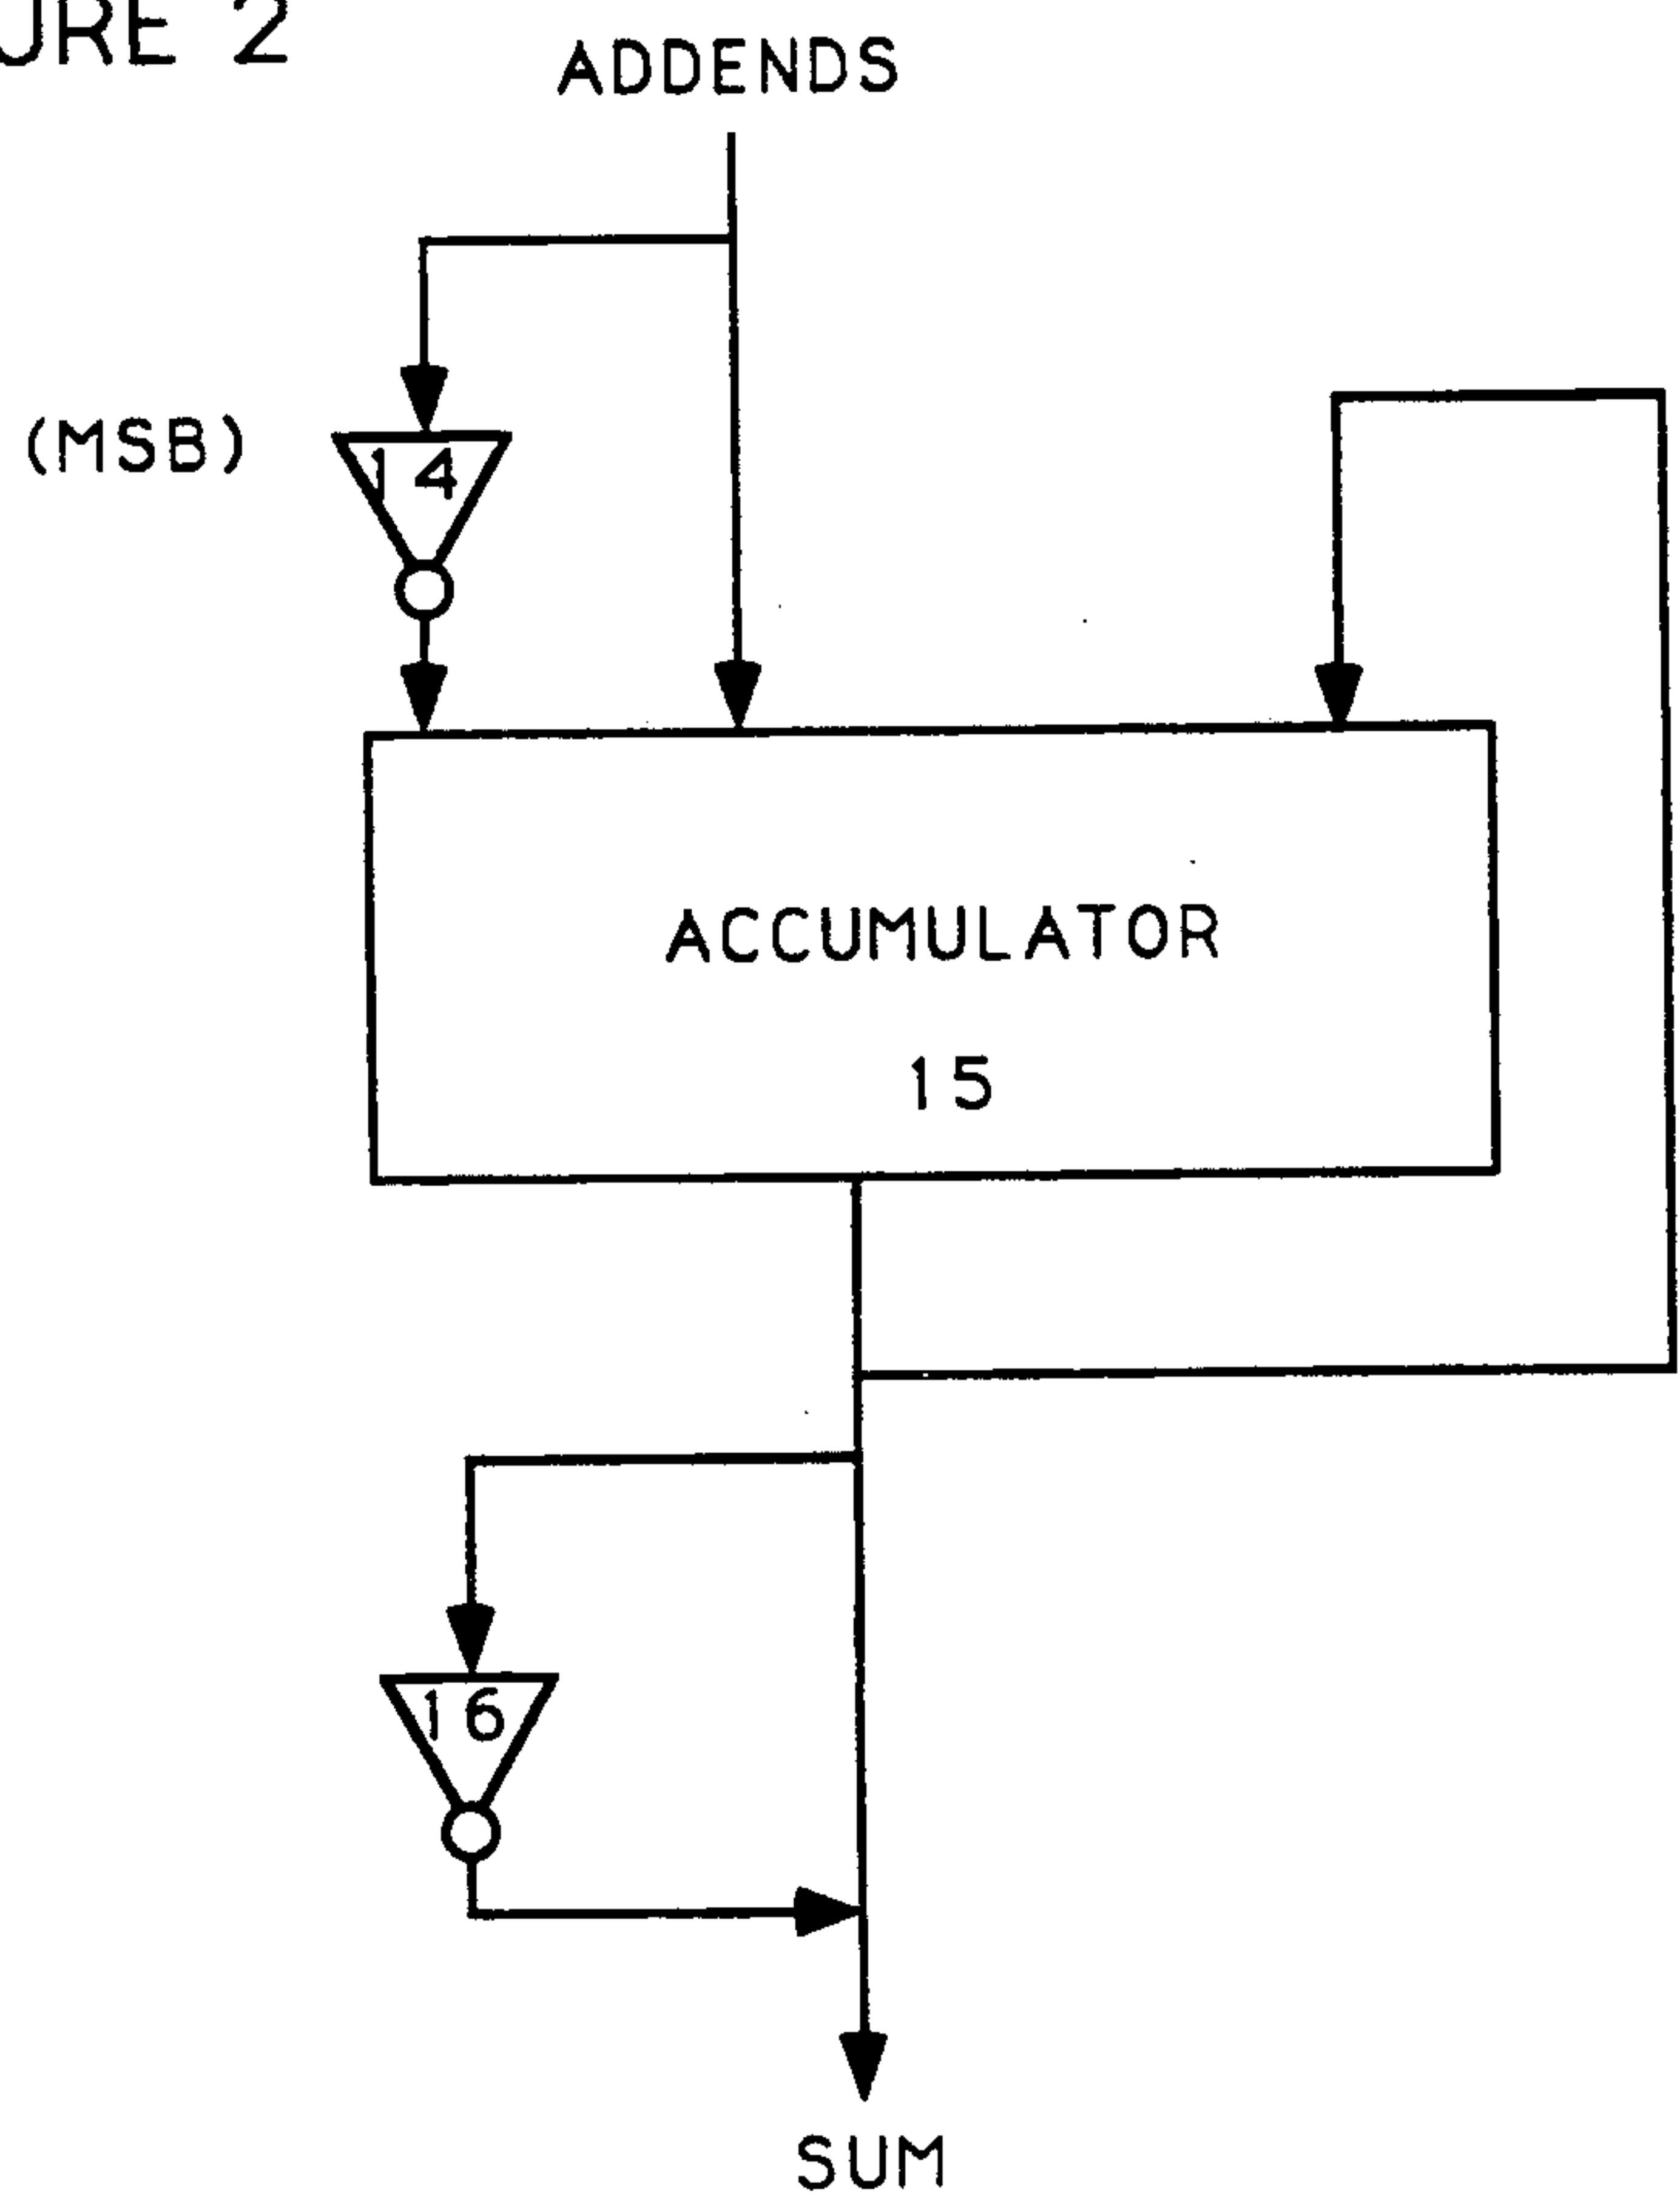 URE 2
ADDENDS
(MSB)
14
ACCUMULATOR
15
16
SUM